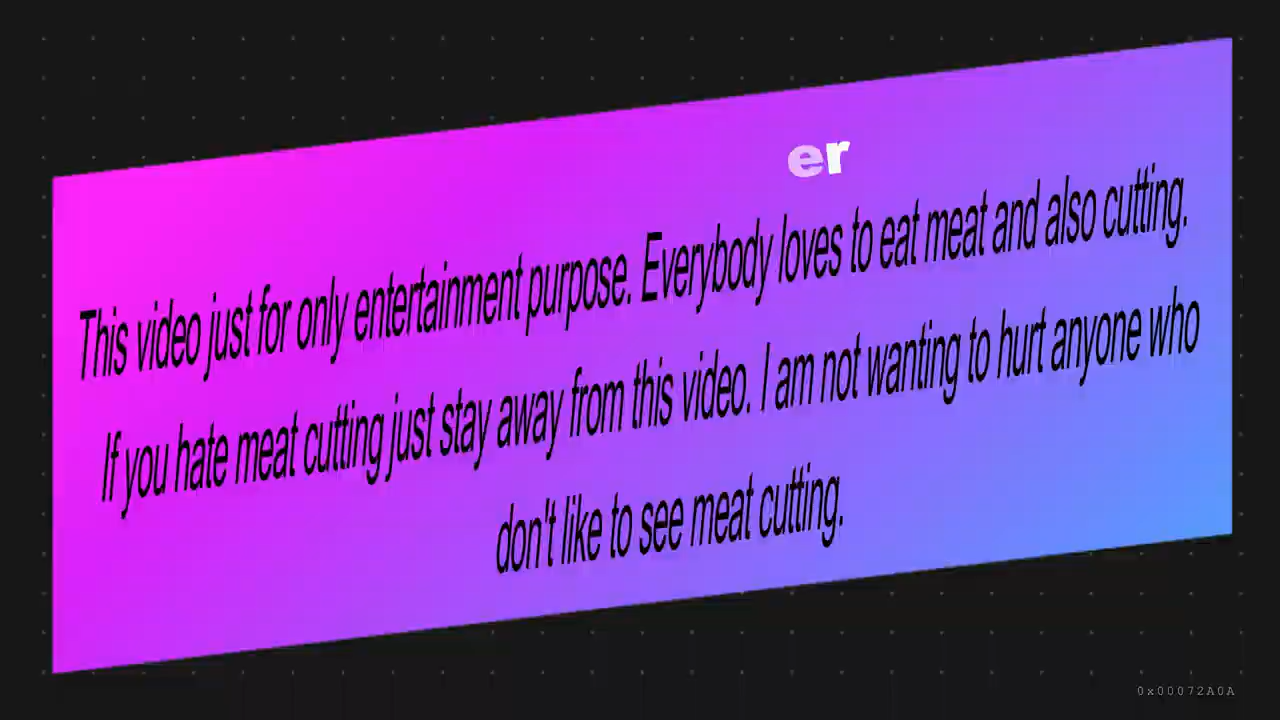 er
This video just for only entertainment purpose. Everybody loves to eat meat and also cutting.
If you hate meat cutting just stay away from this video. I am not wanting to hurt anyone who
don't like to see meat cutting.
0x00072A0A